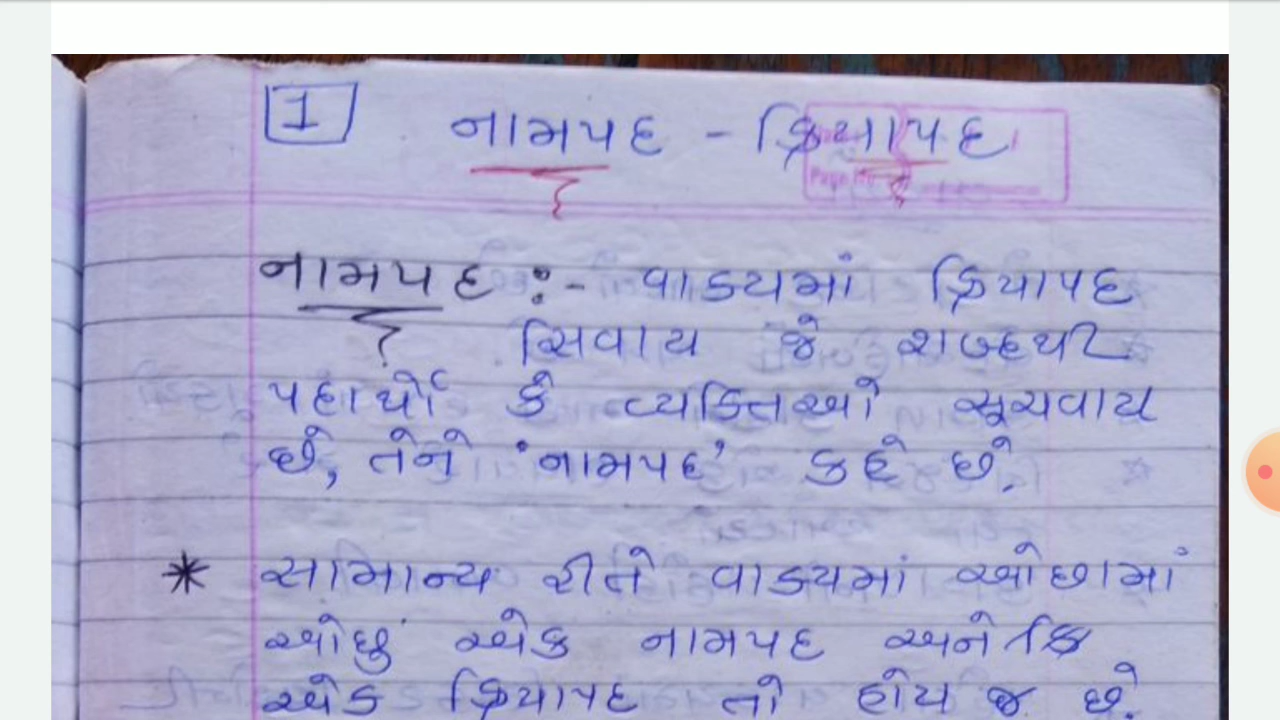 1 નામપદ - ક્રિયાપદ
નામપદ :- વાક્યમાં ક્રિયાપદ
સિવાય જે શબ્દથી
પદાર્થો કે વ્યક્તિઓ સૂચવાય
છે, તેને 'નામપદ' કહે છે.
* સામાન્ય રીતે વાક્યમાં ઓછામાં
ઓછું એક નામપદ અને
એક ક્રિયાપદ તો હોય જ છે.